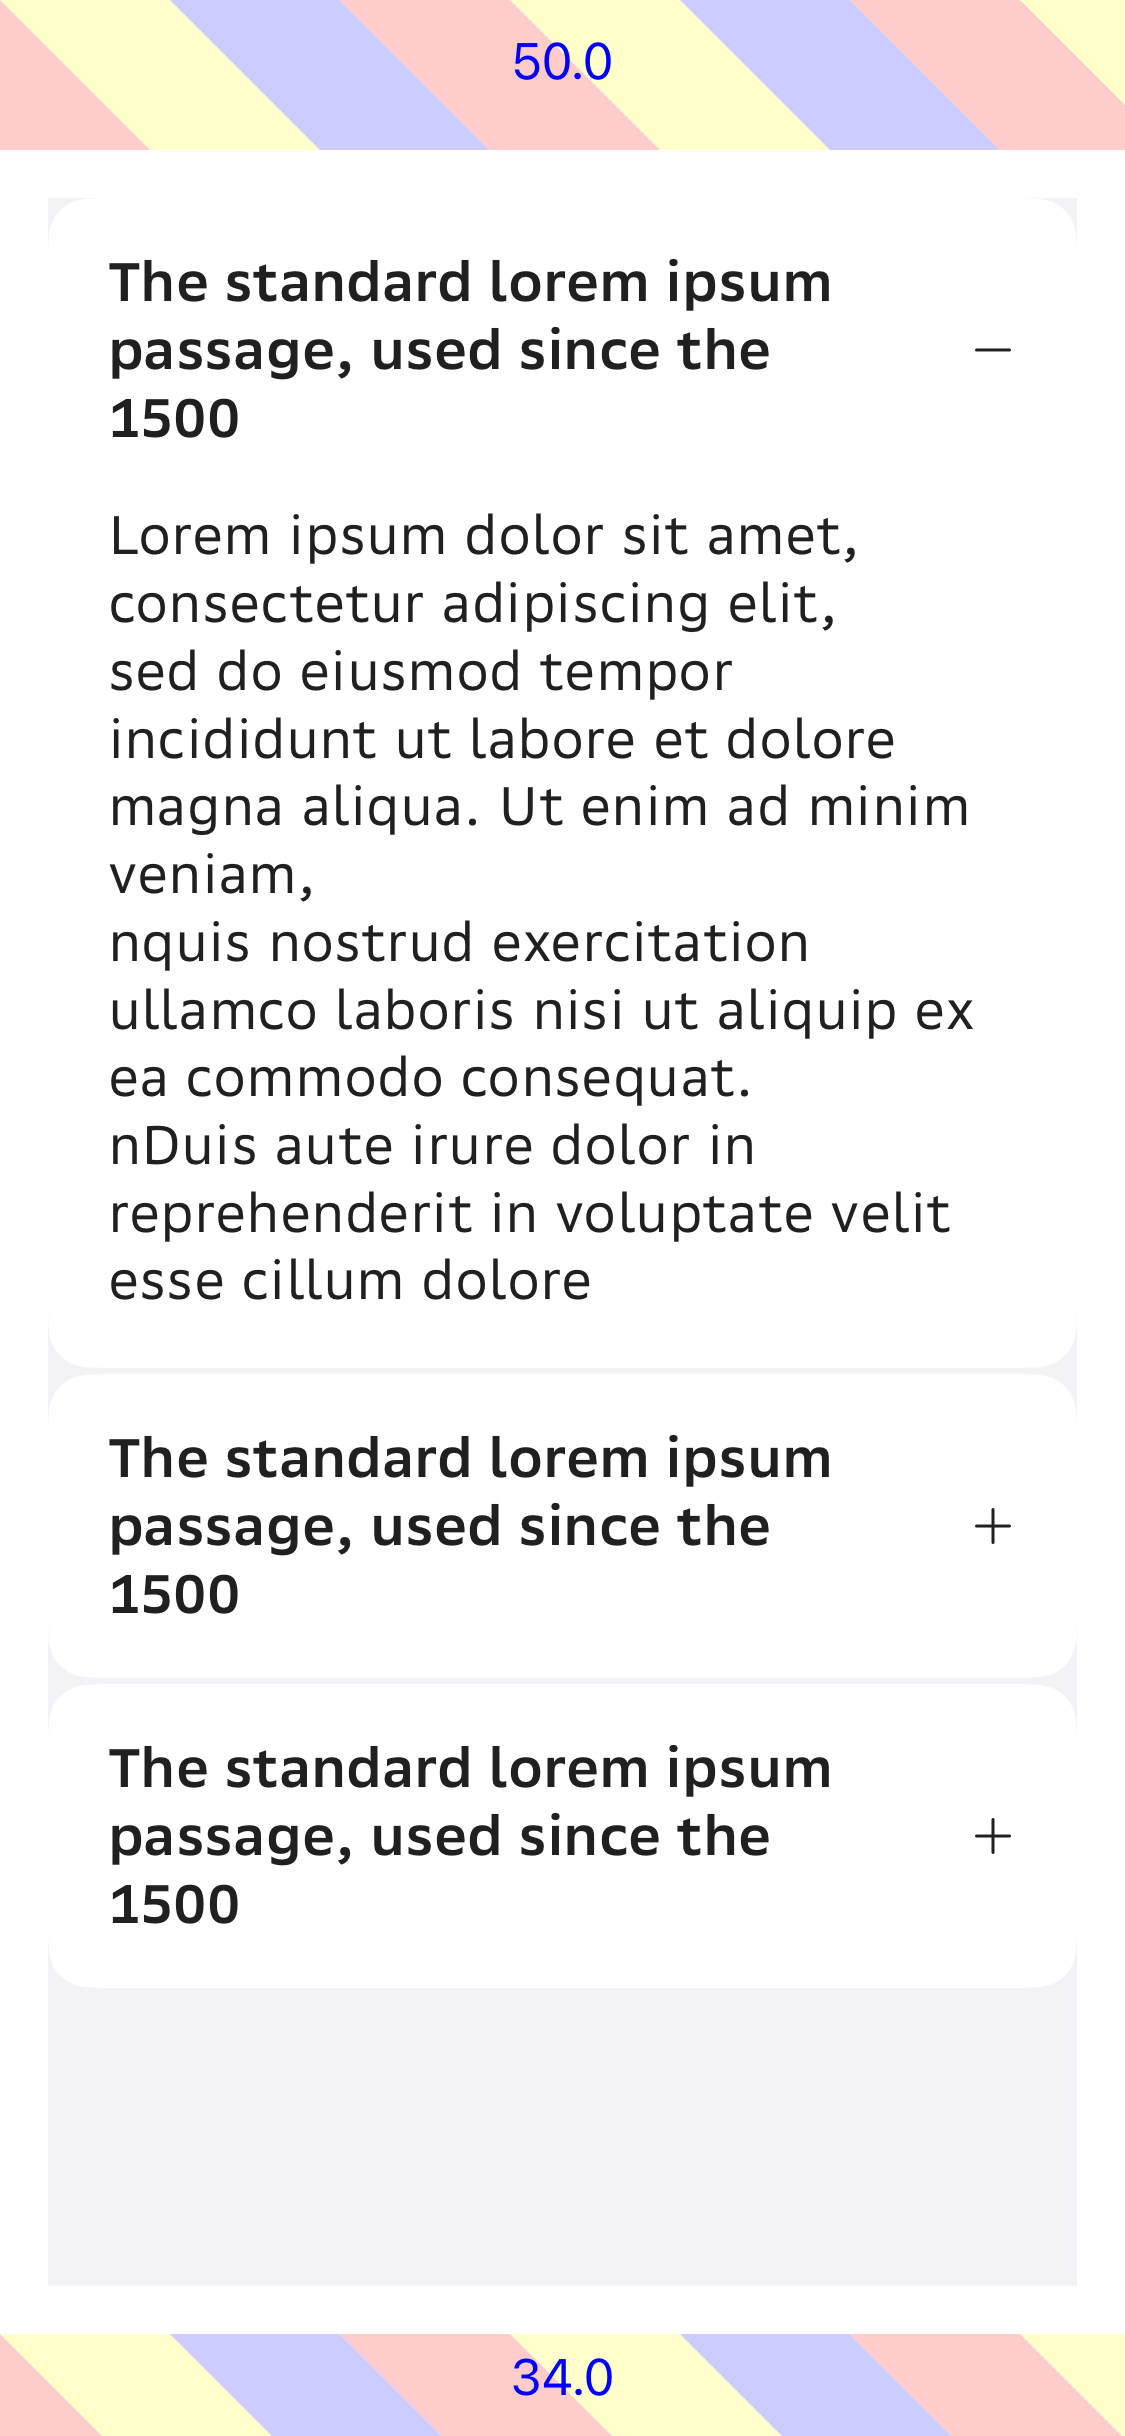 50.0
The standard lorem ipsum
passage, used since the
1500
Lorem ipsum dolor sit amet,
consectetur adipiscing elit,
sed do eiusmod tempor
incididunt ut labore et dolore
magna aliqua. Ut enim ad minim
veniam,
nquis nostrud exercitation
ullamco laboris nisi ut aliquip ex
ea commodo consequat.
nDuis aute irure dolor in
reprehenderit in voluptate velit
esse cillum dolore
The standard lorem ipsum
passage, used since the
1500
The standard lorem ipsum
passage, used since the
1500
34.0